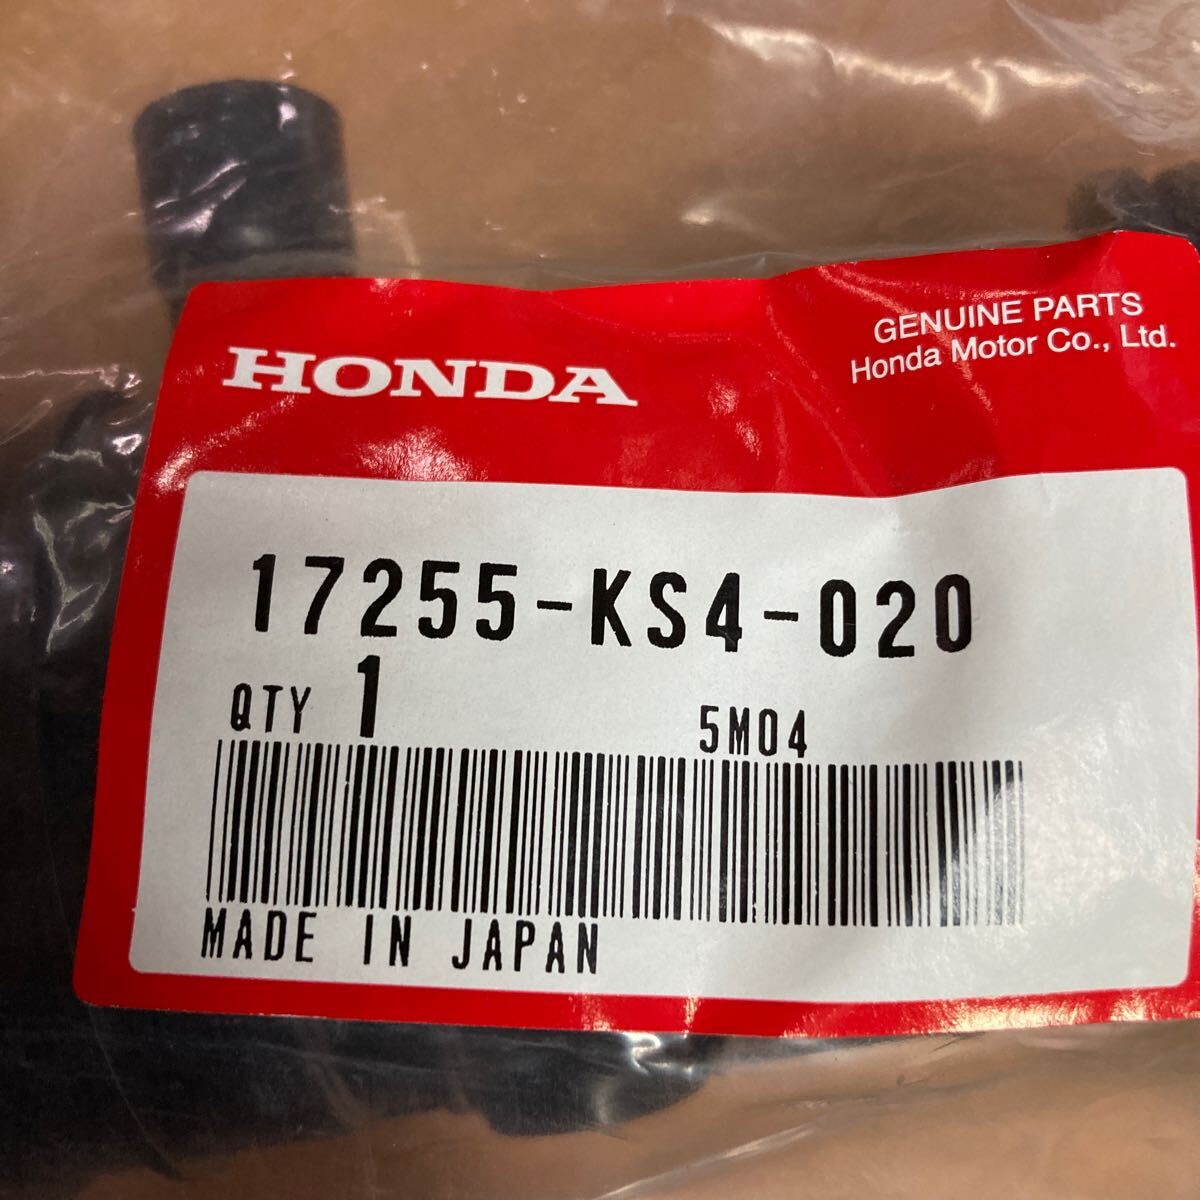 HONDA
GENUINE PARTS
Honda Motor Co., Ltd.
17255-KS4-020
QTY 1
5M04
MADE IN JAPAN